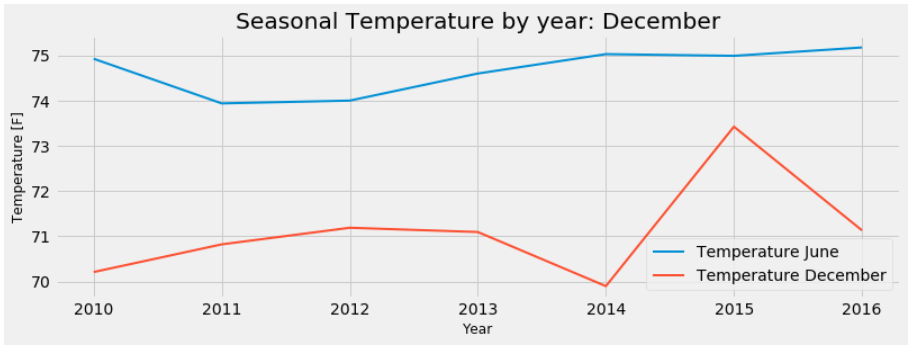 Seasonal Temperature by year: December
75
74
73
72
71
70
Temperature [F]
Temperature June
Temperature December
2010 2011 2012 2013 2014 2015 2016
Year